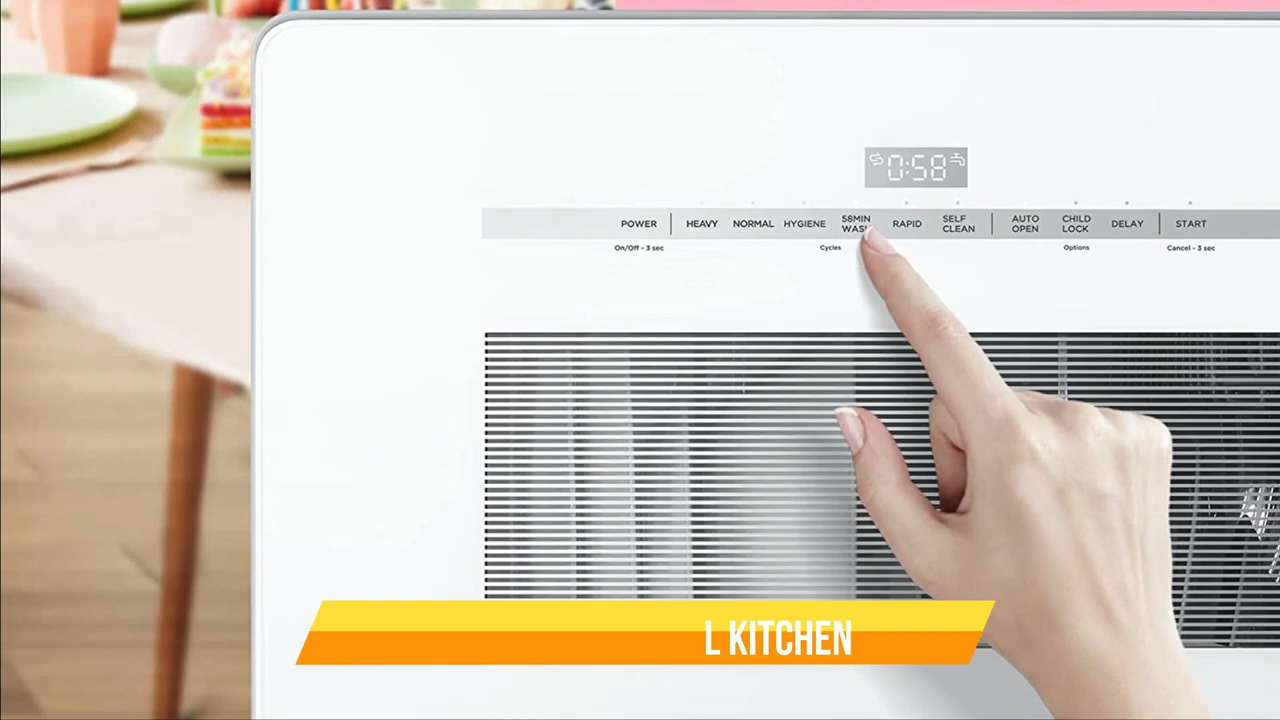 0:58
POWER HEAVY NORMAL HYGIENE 58MIN RAPID SELF CLEAN AUTO OPEN CHILD LOCK DELAY START
On/Off - 3 sec Cycles Options Cancel - 3 sec
L KITCHEN